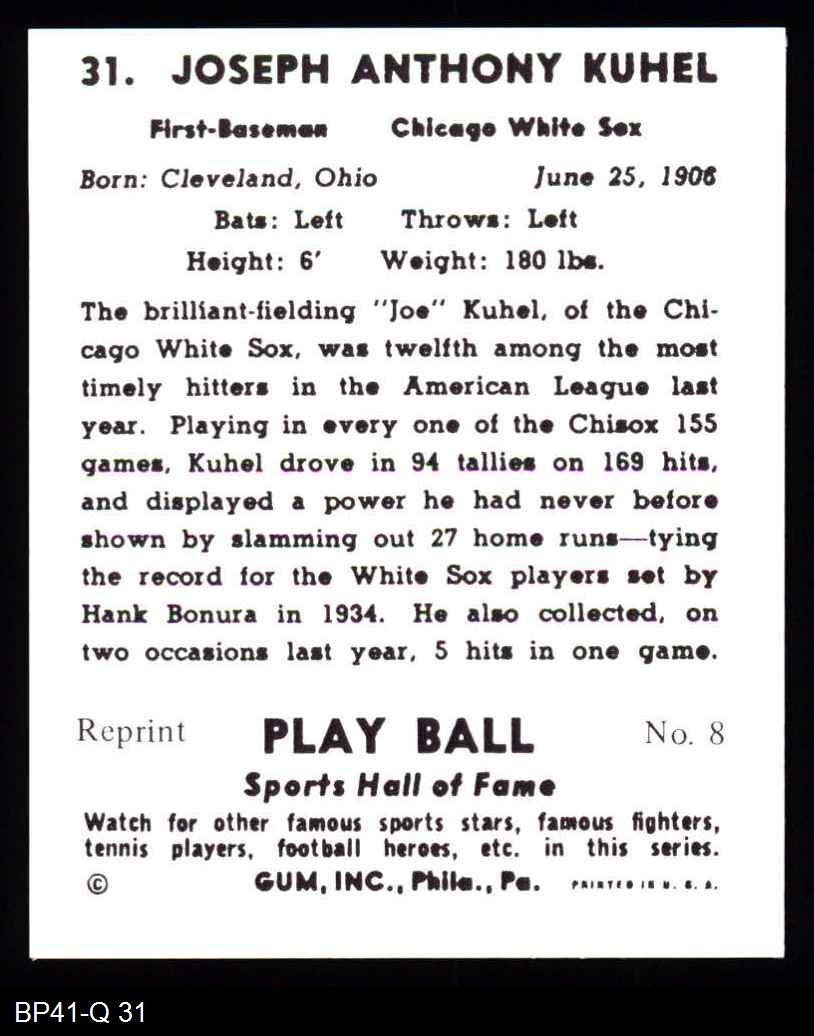 31. JOSEPH ANTHONY KUHEL
First-Baseman Chicago White Sox
Born: Cleveland, Ohio June 25, 1906
Bats: Left Throws: Left
Height: 6' Weight: 180 lbs.
The brilliant-fielding "Joe" Kuhel, of the Chi-
cago White Sox, was twelfth among the most
timely hitters in the American League last
year. Playing in every one of the Chisox 155
games, Kuhel drove in 94 tallies on 169 hits,
and displayed a power he had never before
shown by slamming out 27 home runs—tying
the record for the White Sox players set by
Hank Bonura in 1934. He also collected, on
two occasions last year, 5 hits in one game.
Reprint PLAY BALL No. 8
Sports Hall of Fame
Watch for other famous sports stars, famous fighters,
tennis players, football heroes, etc. in this series.
© GUM, INC., Phila., Pa. PRINTED IN U. S. A.
BP41-Q 31